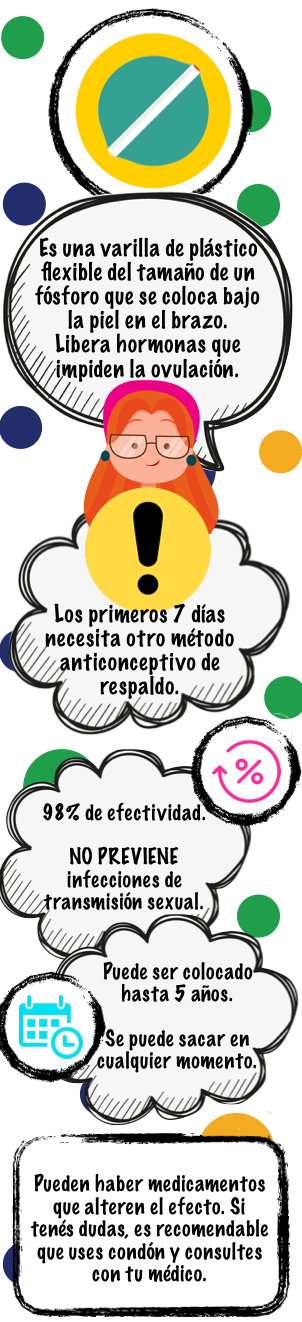 Es una varilla de plástico
flexible del tamaño de un
fósforo que se coloca bajo
la piel en el brazo.
Libera hormonas que
impiden la ovulación.
!
Los primeros 7 días
necesita otro método
anticonceptivo de
respaldo.
%
98% de efectividad.
NO PREVIENE
infecciones de
transmisión sexual.
Puede ser colocado
hasta 5 años.
Se puede sacar en
cualquier momento.
Pueden haber medicamentos
que alteren el efecto. Si
tenés dudas, es recomendable
que uses condón y consultes
con tu médico.